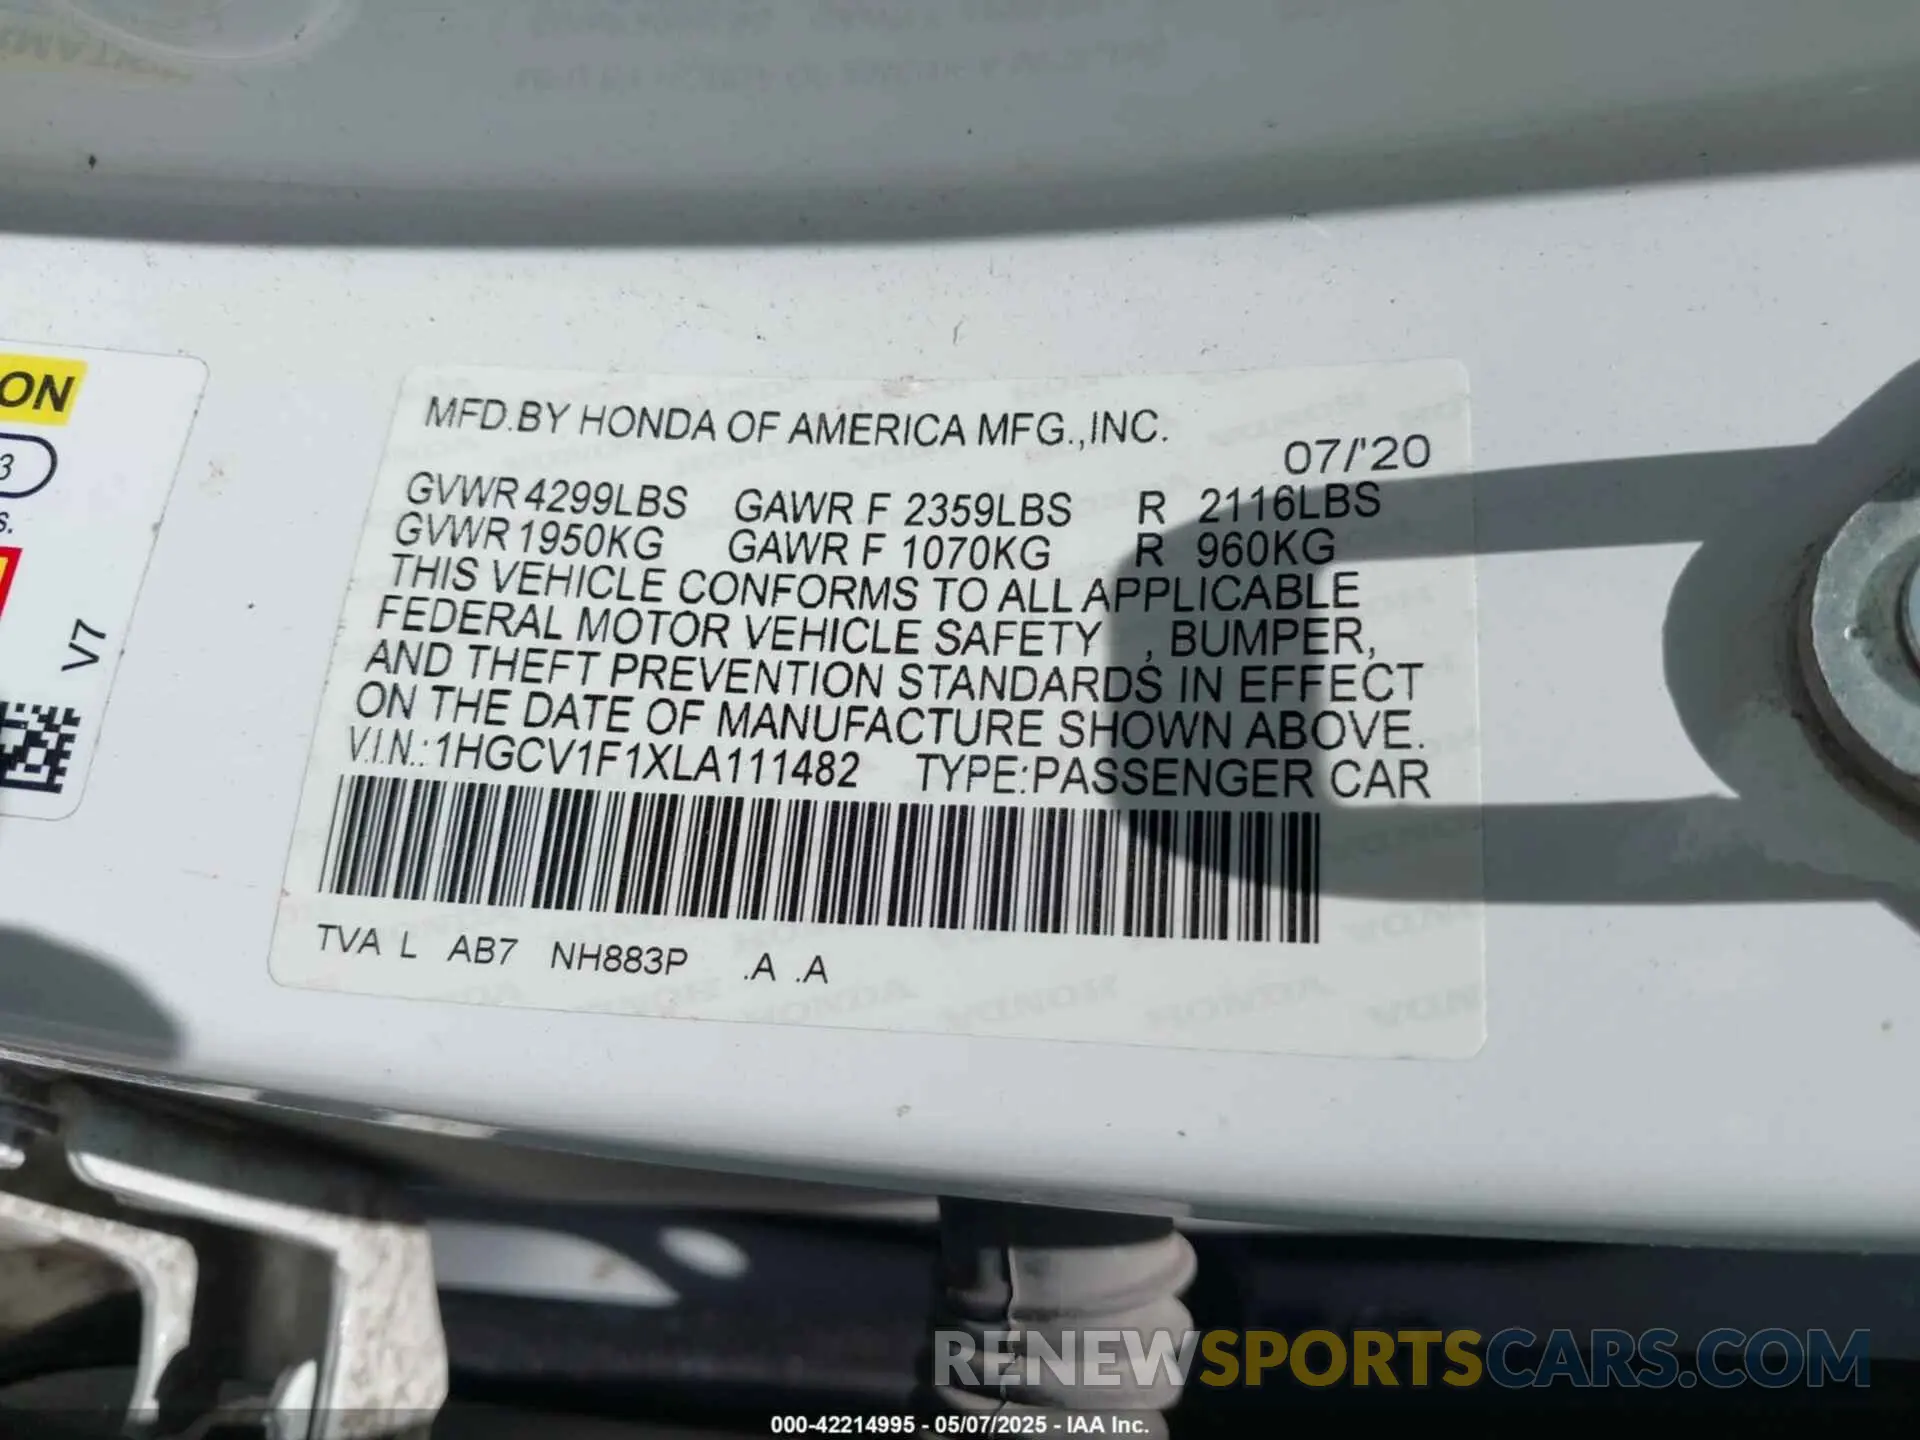 MFD.BY HONDA OF AMERICA MFG.,INC.
07/'20
GVWR 4299LBS GAWR F 2359LBS R 2116LBS
GVWR 1950KG GAWR F 1070KG R 960KG
THIS VEHICLE CONFORMS TO ALL APPLICABLE
FEDERAL MOTOR VEHICLE SAFETY , BUMPER,
AND THEFT PREVENTION STANDARDS IN EFFECT
ON THE DATE OF MANUFACTURE SHOWN ABOVE.
V.I.N.: 1HGCV1F1XLA111482 TYPE:PASSENGER CAR
TVA L AB7 NH883P .A .A
ON
3
s.
V7
RENEWSPORTSCARS.COM
000-42214995 - 05/07/2025 - IAA Inc.